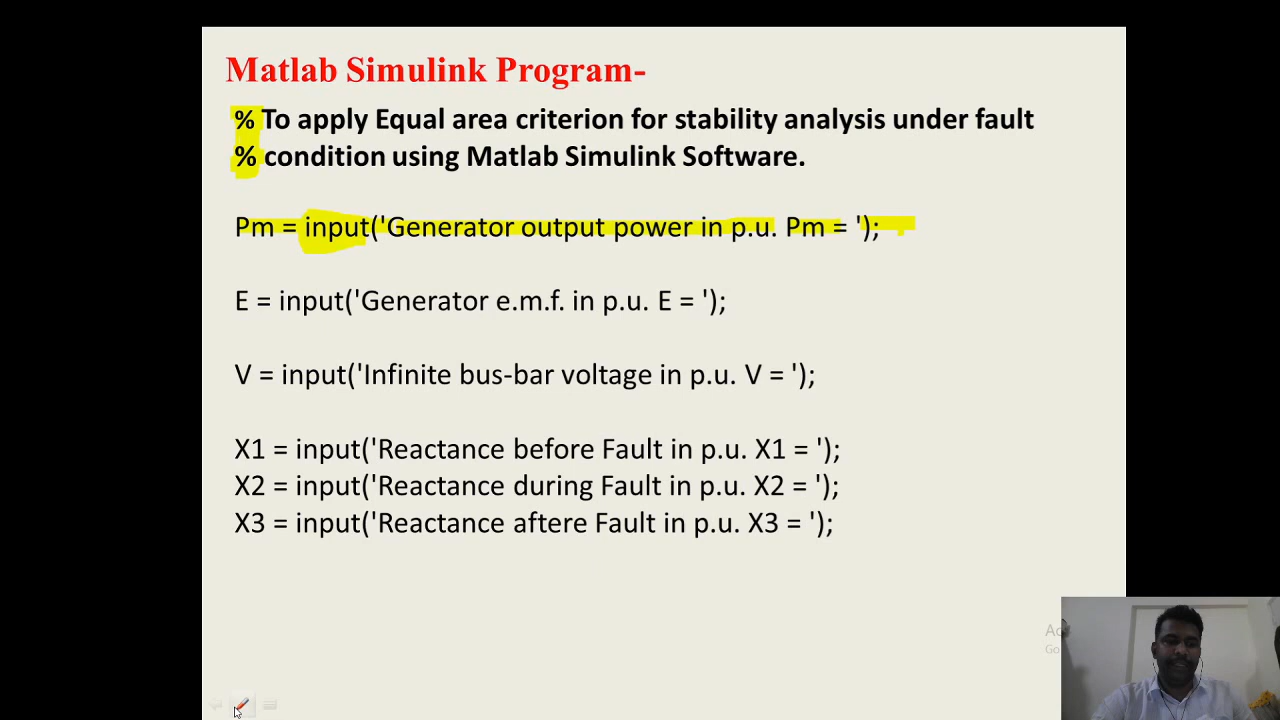 Matlab Simulink Program-
% To apply Equal area criterion for stability analysis under fault
% condition using Matlab Simulink Software.
Pm = input('Generator output power in p.u. Pm = ');
E = input('Generator e.m.f. in p.u. E = ');
V = input('Infinite bus-bar voltage in p.u. V = ');
X1 = input('Reactance before Fault in p.u. X1 = ');
X2 = input('Reactance during Fault in p.u. X2 = ');
X3 = input('Reactance aftere Fault in p.u. X3 = ');